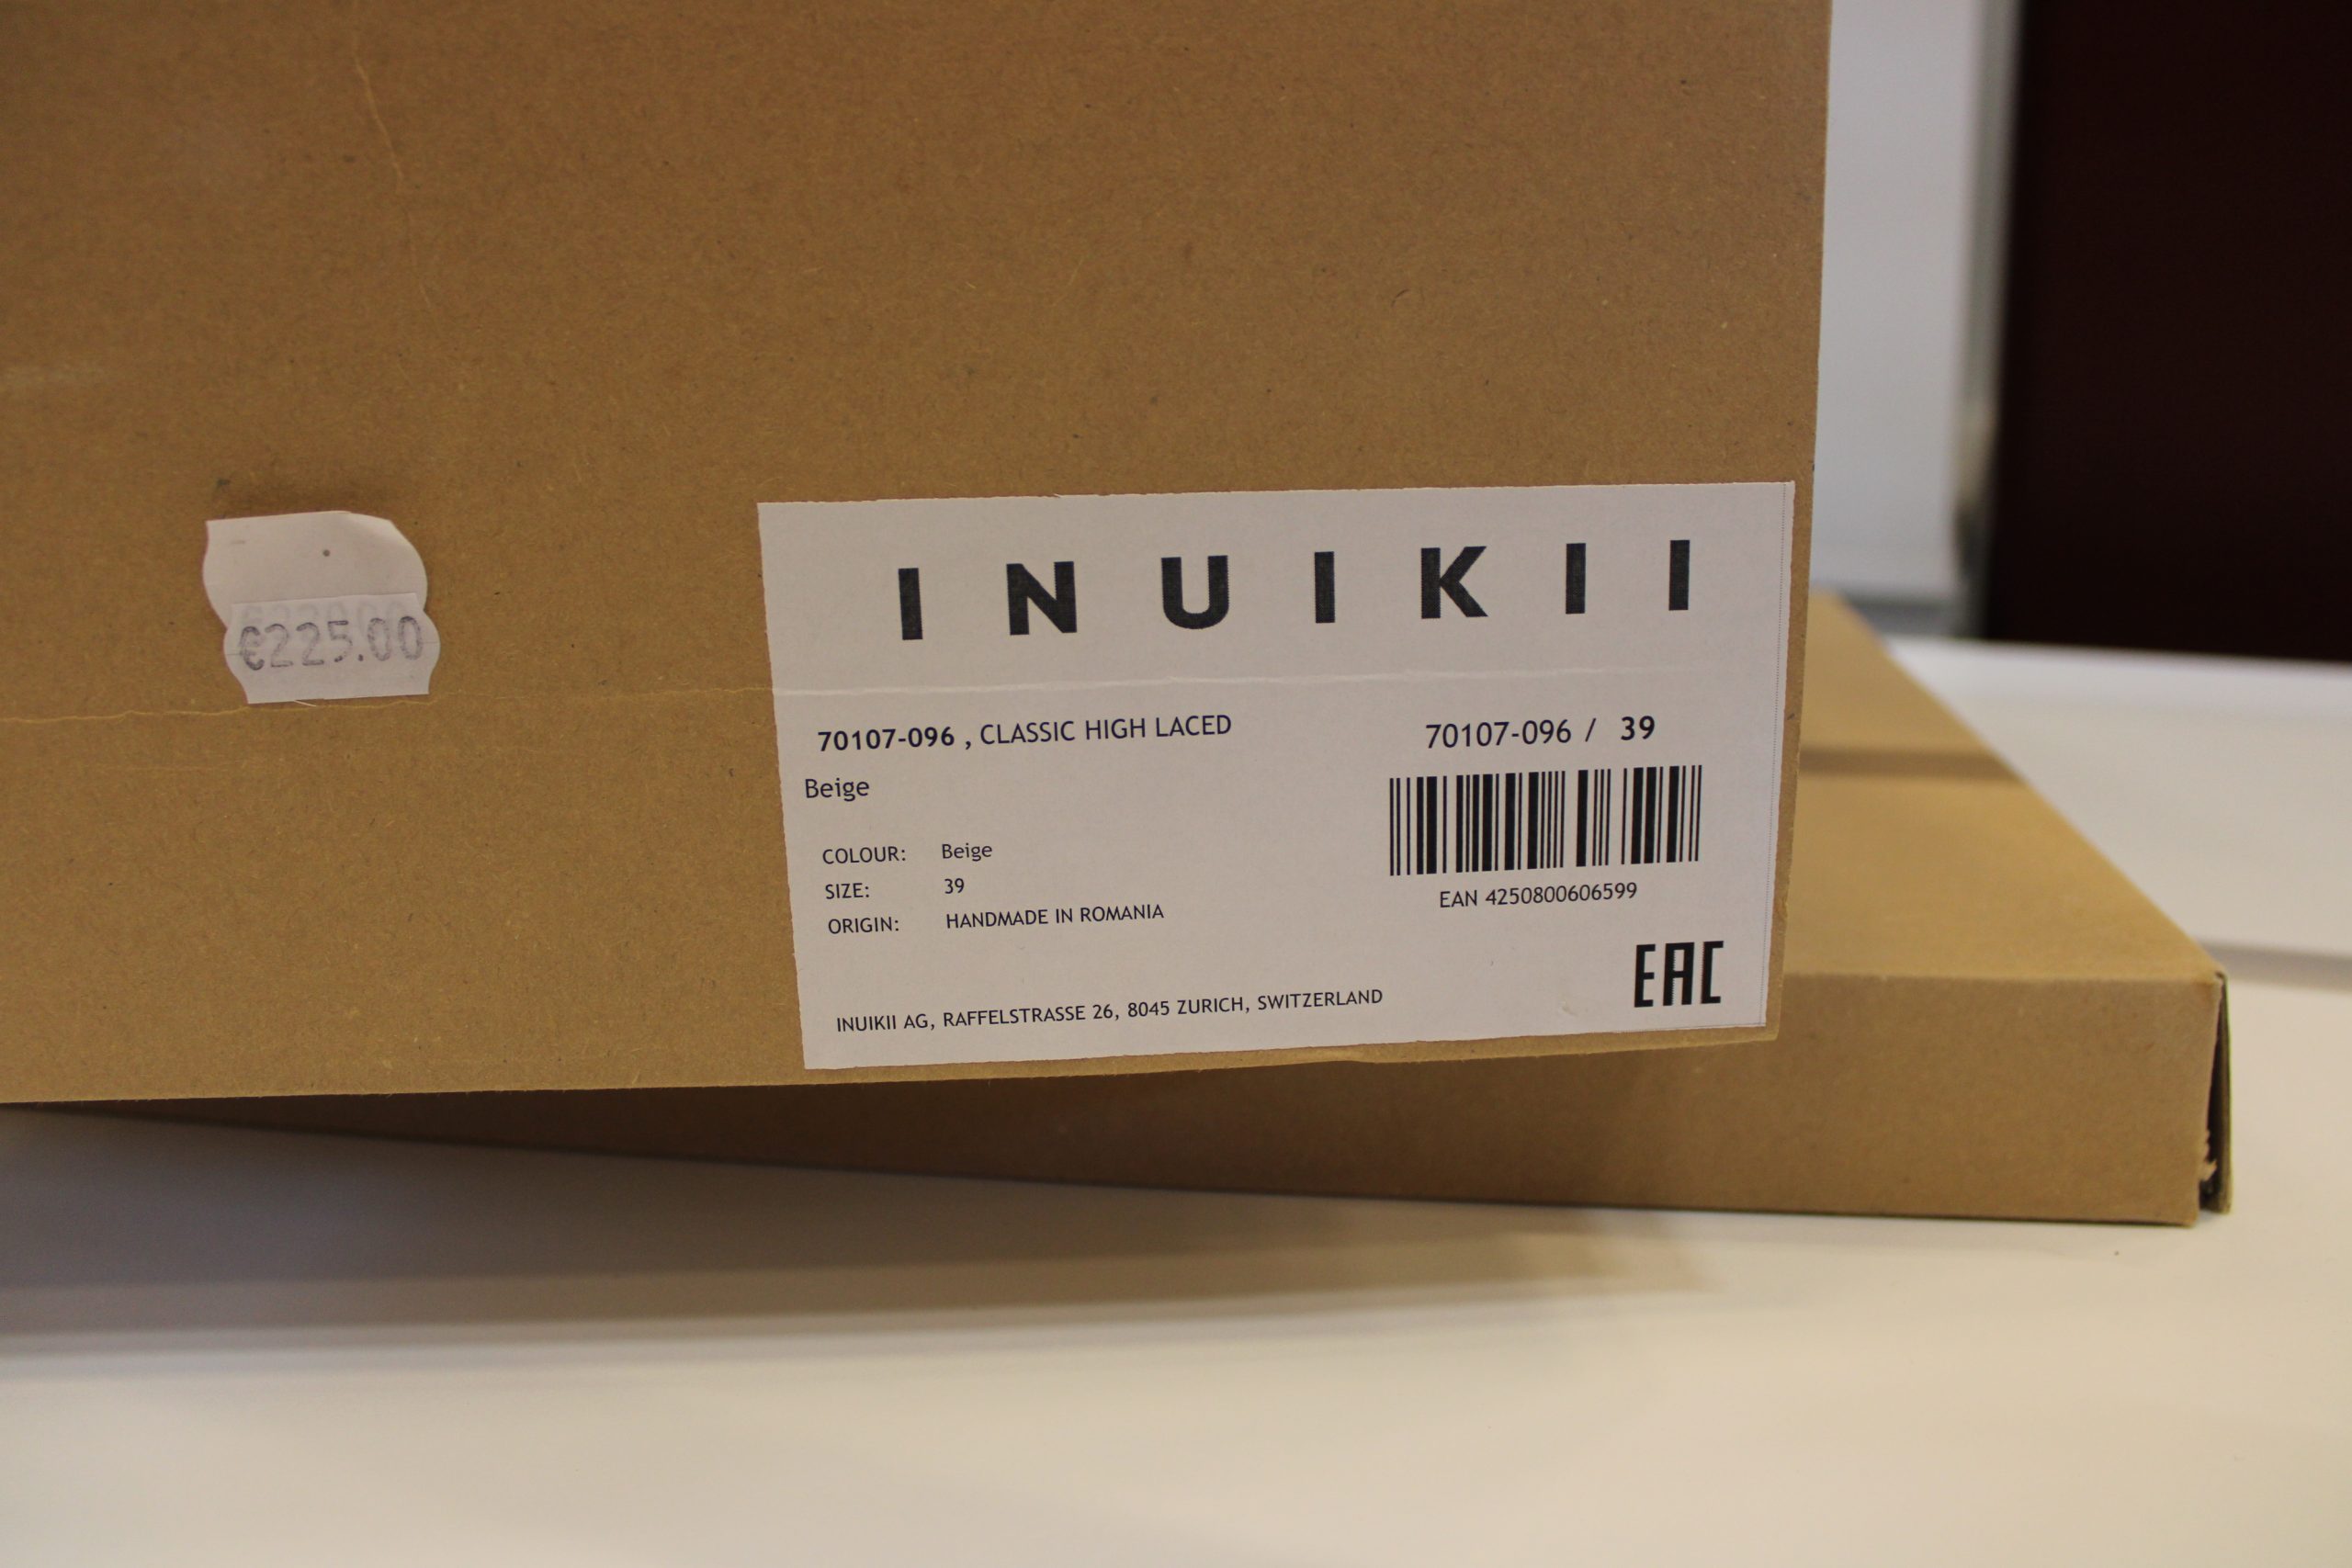 €225.00
INUIKII
70107-096 , CLASSIC HIGH LACED
Beige
COLOUR: Beige
SIZE: 39
ORIGIN: HANDMADE IN ROMANIA
70107-096 / 39
EAN 4250800606599
EAC
INUIKII AG, RAFFELSTRASSE 26, 8045 ZURICH, SWITZERLAND